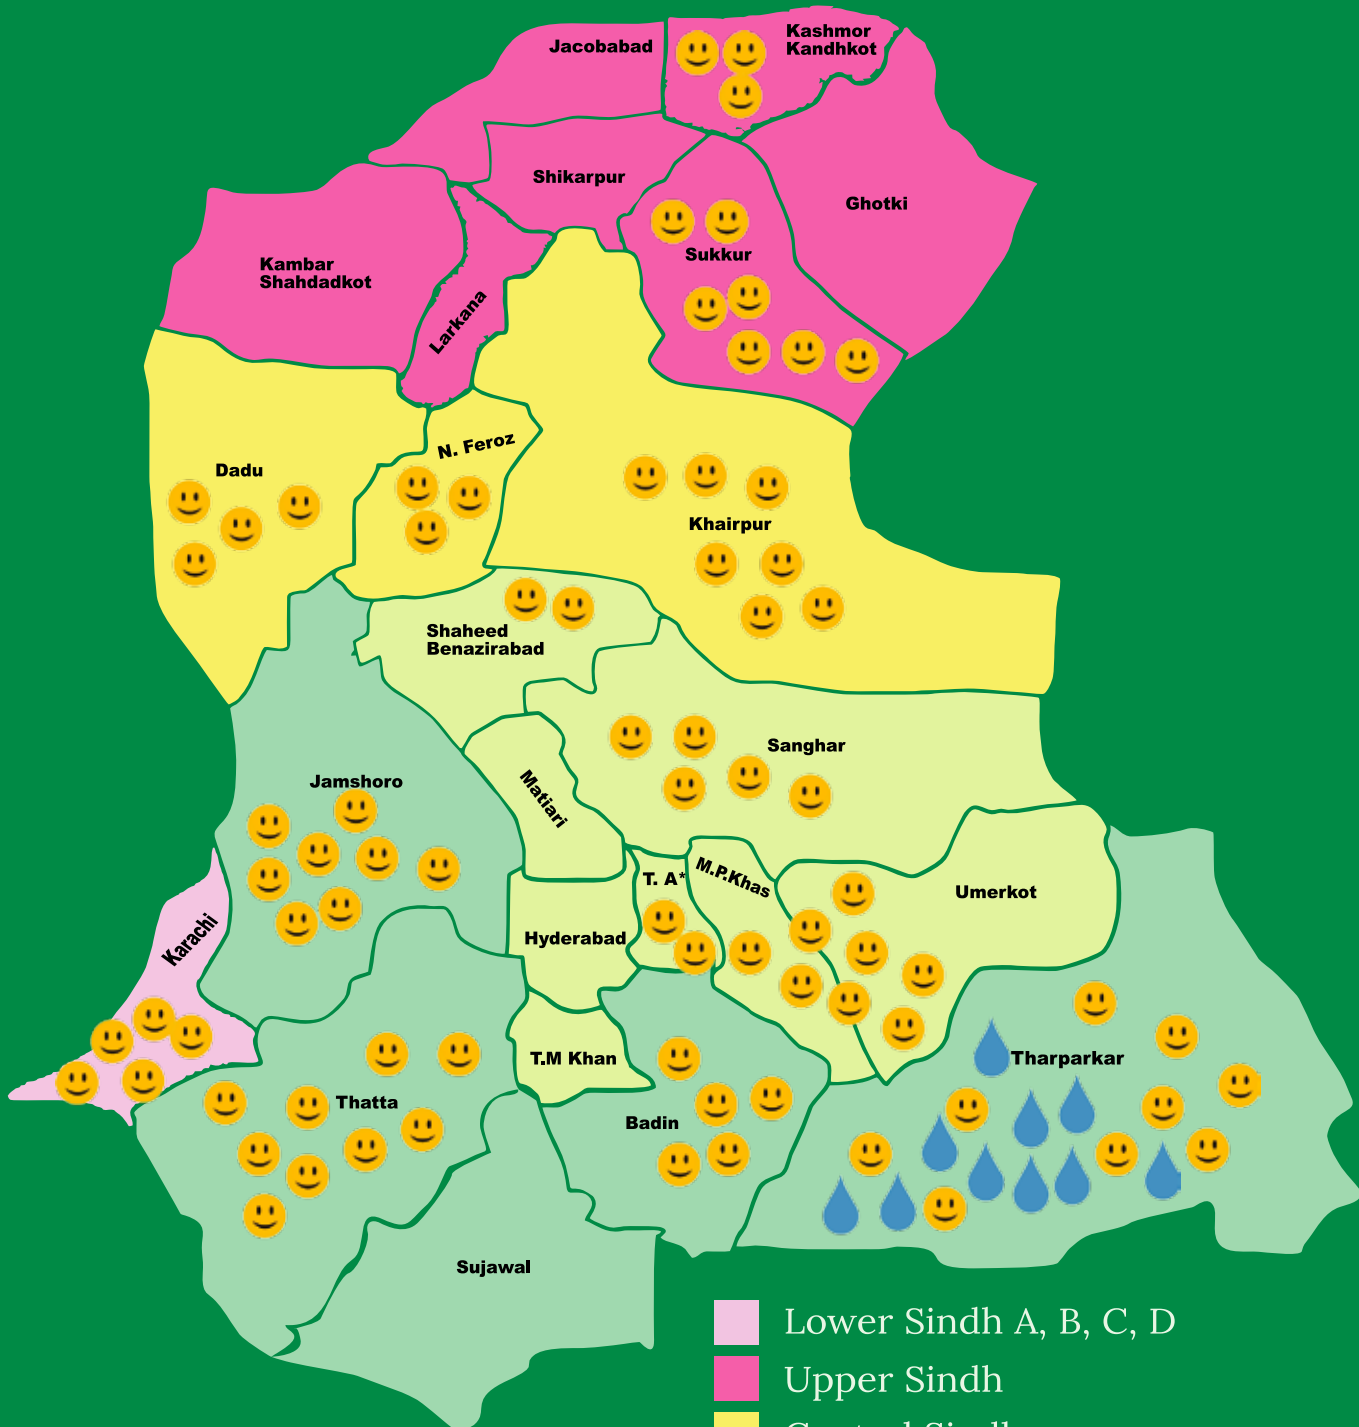 Jacobabad
Kashmor
Kandhkot
Shikarpur
Ghotki
Sukkur
Kambar
Shahdadkot
Larkana
N. Feroz
Dadu
Khairpur
Shaheed
Benazirabad
Sanghar
Jamshoro
Matiari
T. A*
M.P.Khas
Umerkot
Karachi
Hyderabad
T.M Khan
Tharparkar
Thatta
Badin
Sujawal
Lower Sindh A, B, C, D
Upper Sindh